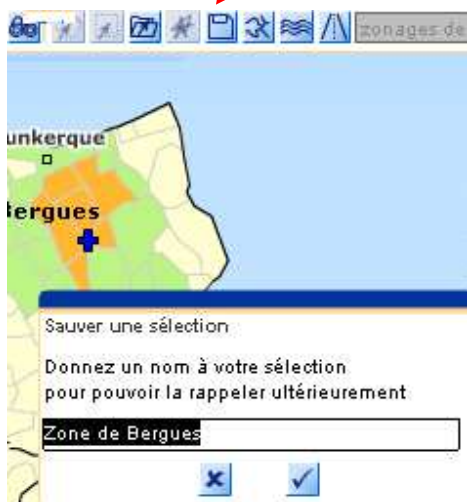 zonages de
unkerque
Bergues
Sauver une sélection
Donnez un nom à votre sélection
pour pouvoir la rappeler ultérieurement
Zone de Bergues